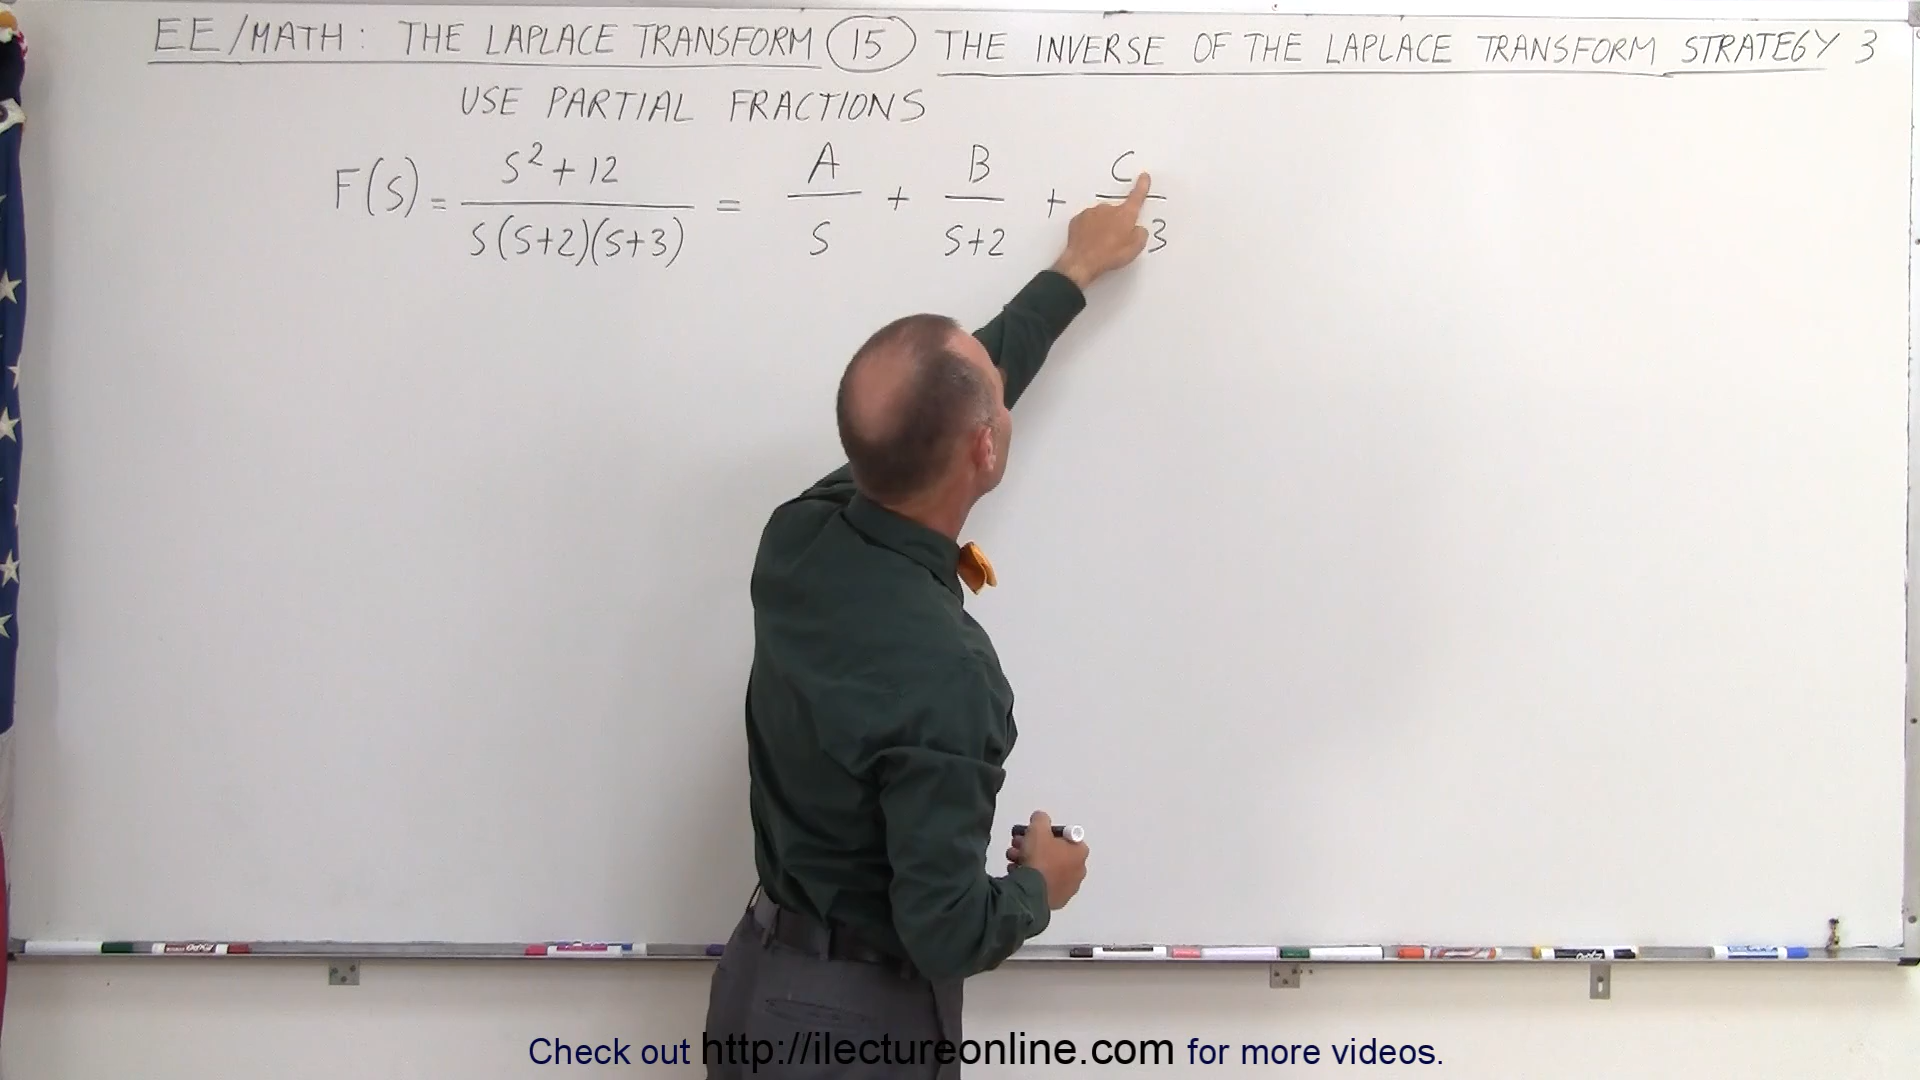 EE/MATH: THE LAPLACE TRANSFORM 15 THE INVERSE OF THE LAPLACE TRANSFORM STRATEGY 3
USE PARTIAL FRACTIONS
F(S) = S²+12 / S(S+2)(S+3) = A/S + B/S+2 + C/ 3
Check out http://ilectureonline.com for more videos.